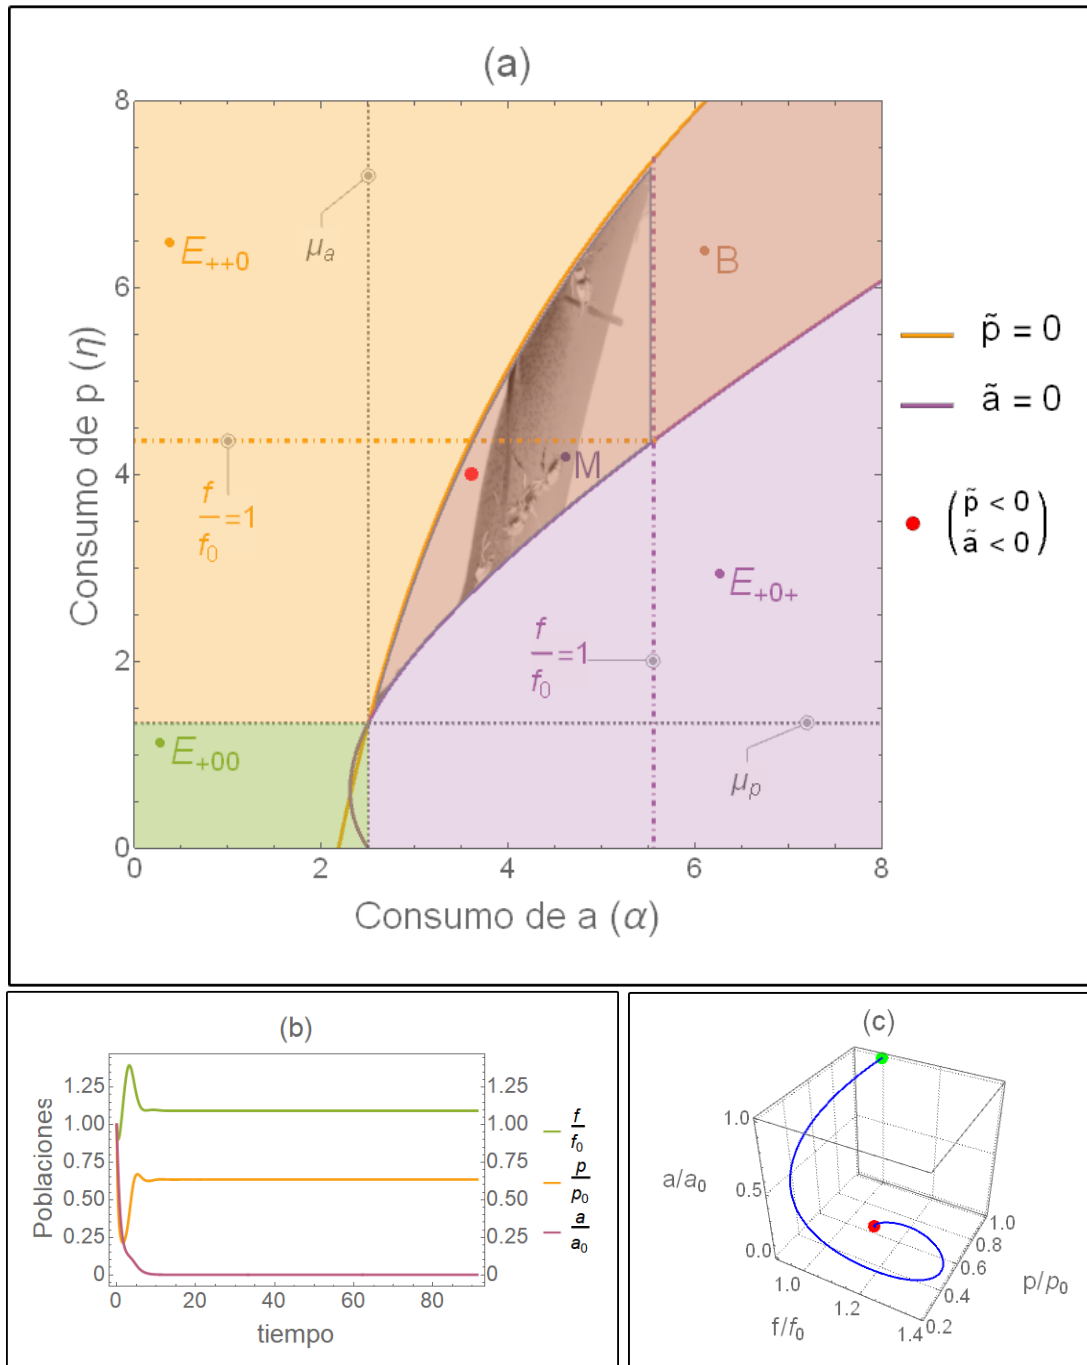 (a)
Consumo de p (η)
8
6
4
2
0
0
2
4
6
8
Consumo de a (α)
μₐ
E₊₊₀
B
f/f₀=1
M
E₊₀₊
f/f₀=1
E₊₀₀
μₚ
p̃ = 0
ã = 0
(p̃ < 0
ã < 0)
(b)
Poblaciones
1.25
1.00
0.75
0.50
0.25
0
1.25
1.00
0.75
0.50
0.25
0
0
20
40
60
80
tiempo
f/f₀
p/p₀
a/a₀
(c)
a/a₀
1.0
0.5
0.0
1.0
1.2
1.4
f/f₀
0.2
0.4
0.6
0.8
1.0
p/p₀